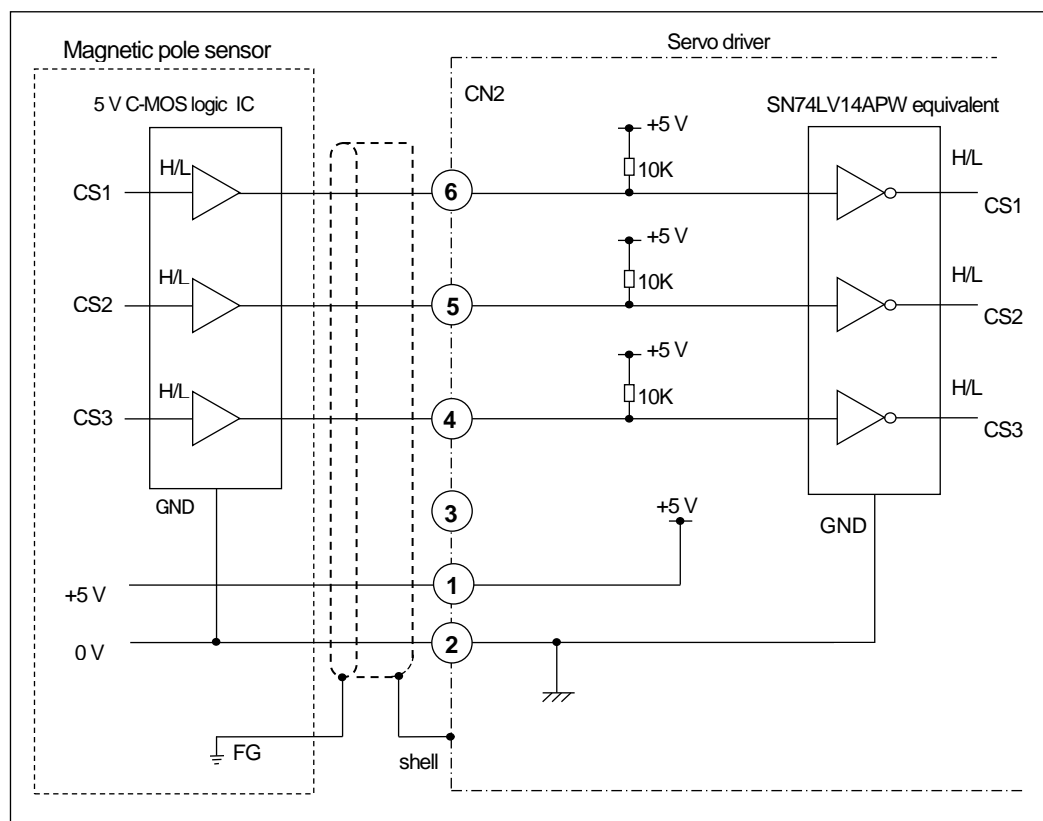 Servo driver
Magnetic pole sensor
CN2
5 V C-MOS logic IC
SN74LV14APW equivalent
+5 V
H/L
10K
H/L
CS1
6
CS1
+5 V
H/L
10K
H/L
CS2
5
CS2
+5 V
H/L
10K
H/L
CS3
4
CS3
GND
3
+5 V
GND
1
+5 V
2
0 V
FG
shell